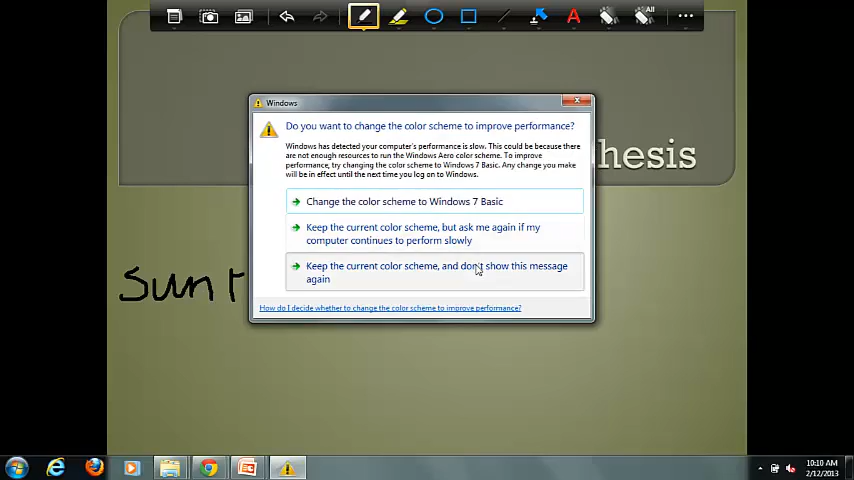 All
A
Windows
Do you want to change the color scheme to improve performance?
Windows has detected your computer's performance is slow. This could be because there
are not enough resources to run the Windows Aero color scheme. To improve
performance, try changing the color scheme to Windows 7 Basic. Any change you make
will be in effect until the next time you log on to Windows.
hesis
Change the color scheme to Windows 7 Basic
Keep the current color scheme, but ask me again if my
computer continues to perform slowly
Keep the current color scheme, and don't show this message
again
sun
How do I decide whether to change the color scheme to improve performance?
10:10 AM
2/12/2013